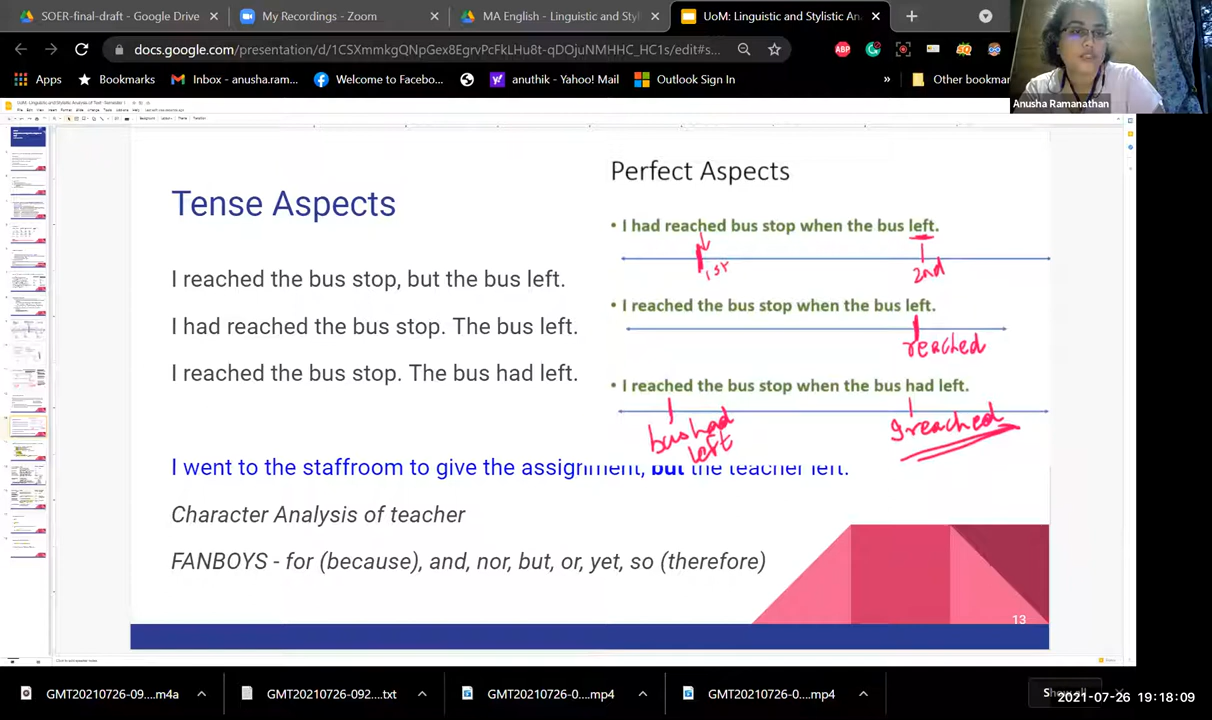 SOER-final-draft - Google Drive
My Recordings - Zoom
MA English - Linguistic and Styli
UoM: Linguistic and Stylistic An
docs.google.com/presentation/d/1CSXmmkgQNpGex8EgrvPcFkLHu8t-qDOjuNMHHC_HC1s/edit#s...
ABP
Apps
Bookmarks
Inbox - anusha.ram...
Welcome to Facebo...
anuthik - Yahoo! Mail
Outlook Sign In
»
Other bookmar
Anusha Ramanathan
Tense Aspects
I reached the bus stop, but the bus left.
I had reached the bus stop. The bus left.
I reached the bus stop. The bus had left.
Perfect Aspects
• I had reached bus stop when the bus left.
1st
2nd
• I reached the bus stop when the bus left.
reached
• I reached the bus stop when the bus had left.
bus had
left
I reached
I went to the staffroom to give the assignment, but the teacher left.
Character Analysis of teacher
FANBOYS - for (because), and, nor, but, or, yet, so (therefore)
13
GMT20210726-09....m4a
GMT20210726-092....txt
GMT20210726-0....mp4
GMT20210726-0....mp4
2021-07-26 19:18:09